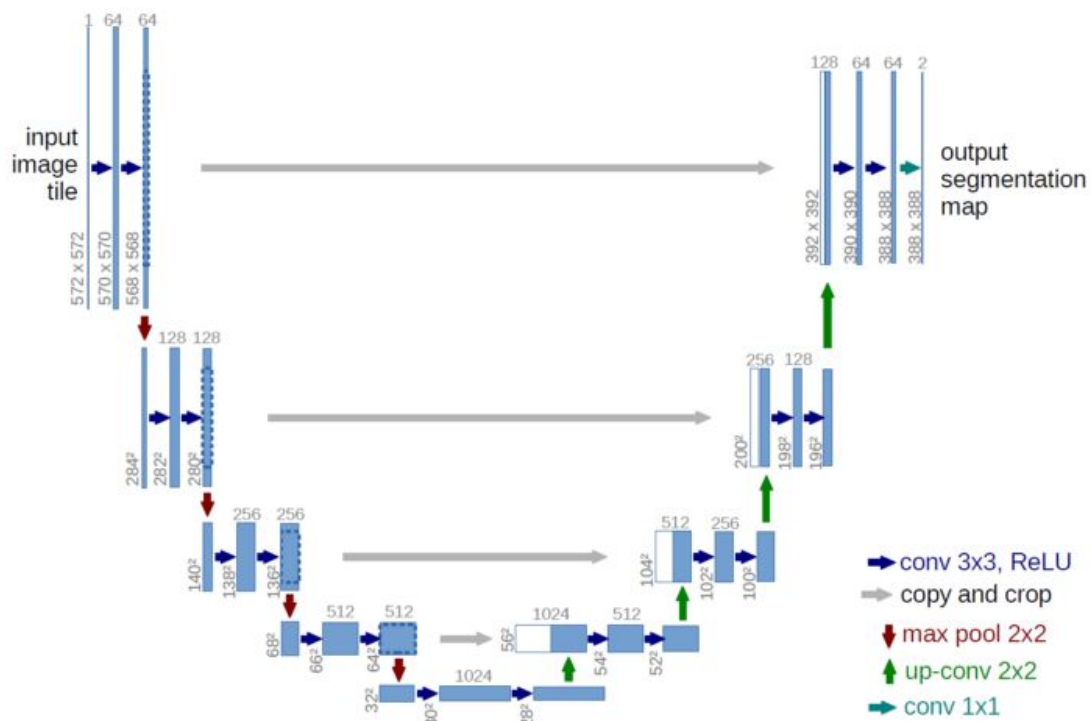 1
64
64
input
image
tile
572 x 572
570 x 570
568 x 568
128
64
64
2
output
segmentation
map
392 x 392
390 x 390
388 x 388
388 x 388
128
128
284²
282²
280²
256
128
200²
198²
196²
256
256
140²
138²
136²
512
256
104²
102²
100²
512
512
68²
66²
64²
1024
512
56²
54²
52²
1024
32²
conv 3x3, ReLU
copy and crop
max pool 2x2
up-conv 2x2
conv 1x1